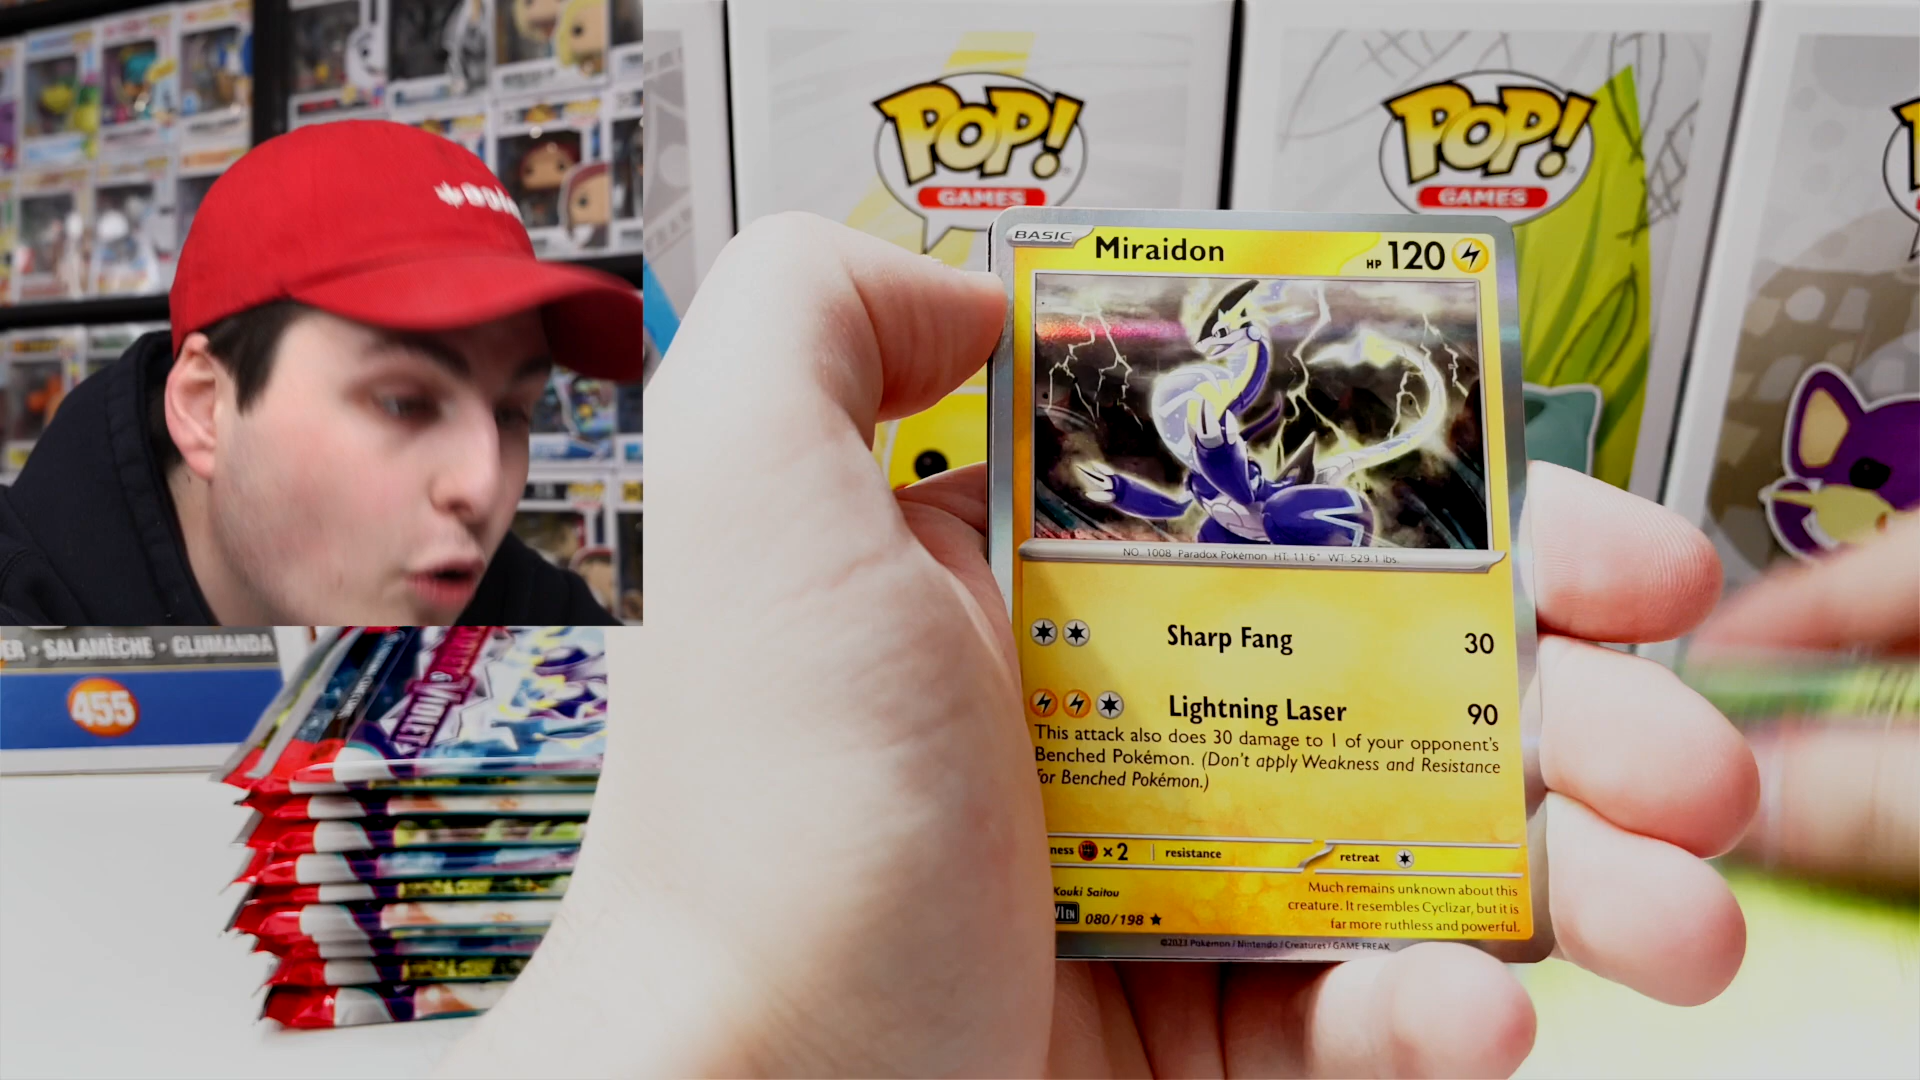 POP!
GAMES
POP!
GAMES
BASIC
Miraidon
HP 120
NO. 1008 Paradox Pokémon HT: 11'6" WT: 529.1 lbs.
Sharp Fang 30
Lightning Laser 90
This attack also does 30 damage to 1 of your opponent's
Benched Pokémon. (Don't apply Weakness and Resistance
for Benched Pokémon.)
ness ×2 resistance retreat
Kouki Saitou
Much remains unknown about this
creature. It resembles Cyclizar, but it is
far more ruthless and powerful.
EN 080/198
©2023 Pokémon / Nintendo / Creatures / GAME FREAK
ER · SALAMÈCHE · GLUMANDA
455
VIOLET